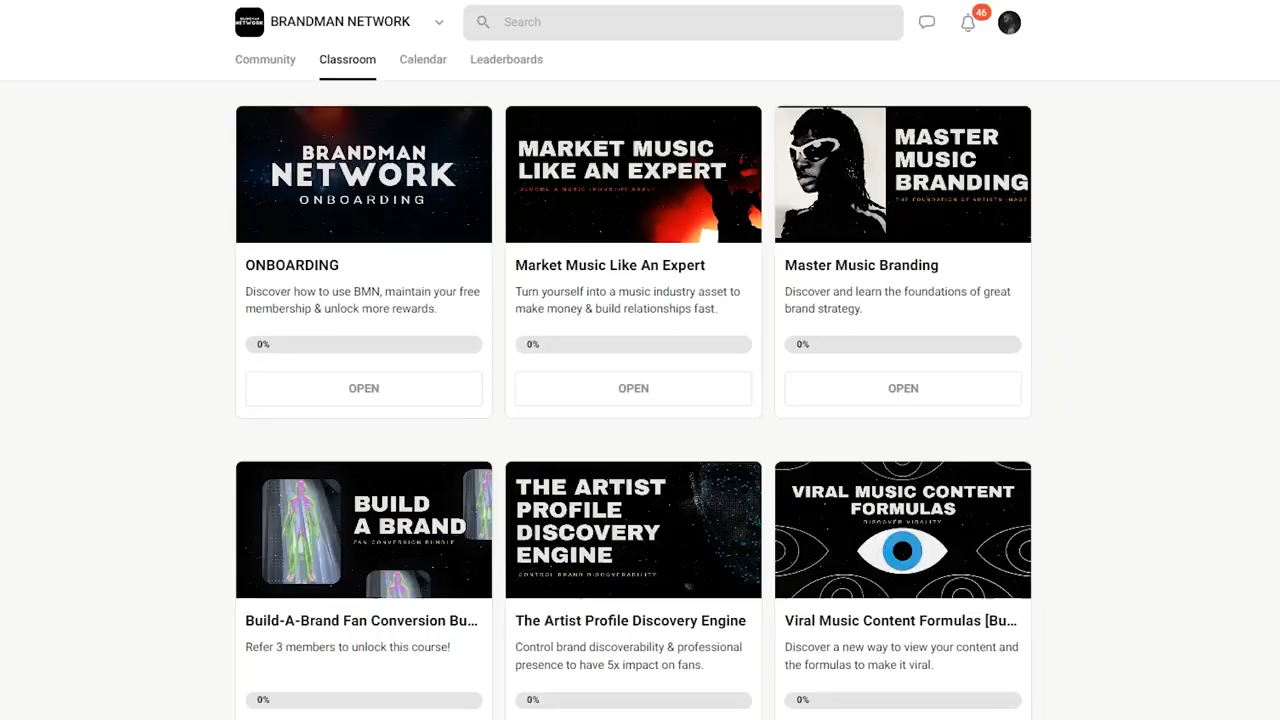 BRANDMAN NETWORK
Search
46
Community
Classroom
Calendar
Leaderboards
BRANDMAN
NETWORK
ONBOARDING
ONBOARDING
Discover how to use BMN, maintain your free
membership & unlock more rewards.
0%
OPEN
MARKET MUSIC
LIKE AN EXPERT
BECOME A MUSIC INDUSTRY ASSET
Market Music Like An Expert
Turn yourself into a music industry asset to
make money & build relationships fast.
0%
OPEN
MASTER
MUSIC
BRANDING
THE FOUNDATION OF ARTISTS IMAGE
Master Music Branding
Discover and learn the foundations of great
brand strategy.
0%
OPEN
BUILD
A BRAND
FAN CONVERSION BUNDLE
Build-A-Brand Fan Conversion Bu...
Refer 3 members to unlock this course!
0%
THE ARTIST
PROFILE
DISCOVERY
ENGINE
CONTROL BRAND DISCOVERABILITY
The Artist Profile Discovery Engine
Control brand discoverability & professional
presence to have 5x impact on fans.
0%
VIRAL MUSIC CONTENT
FORMULAS
DISCOVER VIRALITY
Viral Music Content Formulas [Bu...
Discover a new way to view your content and
the formulas to make it viral.
0%